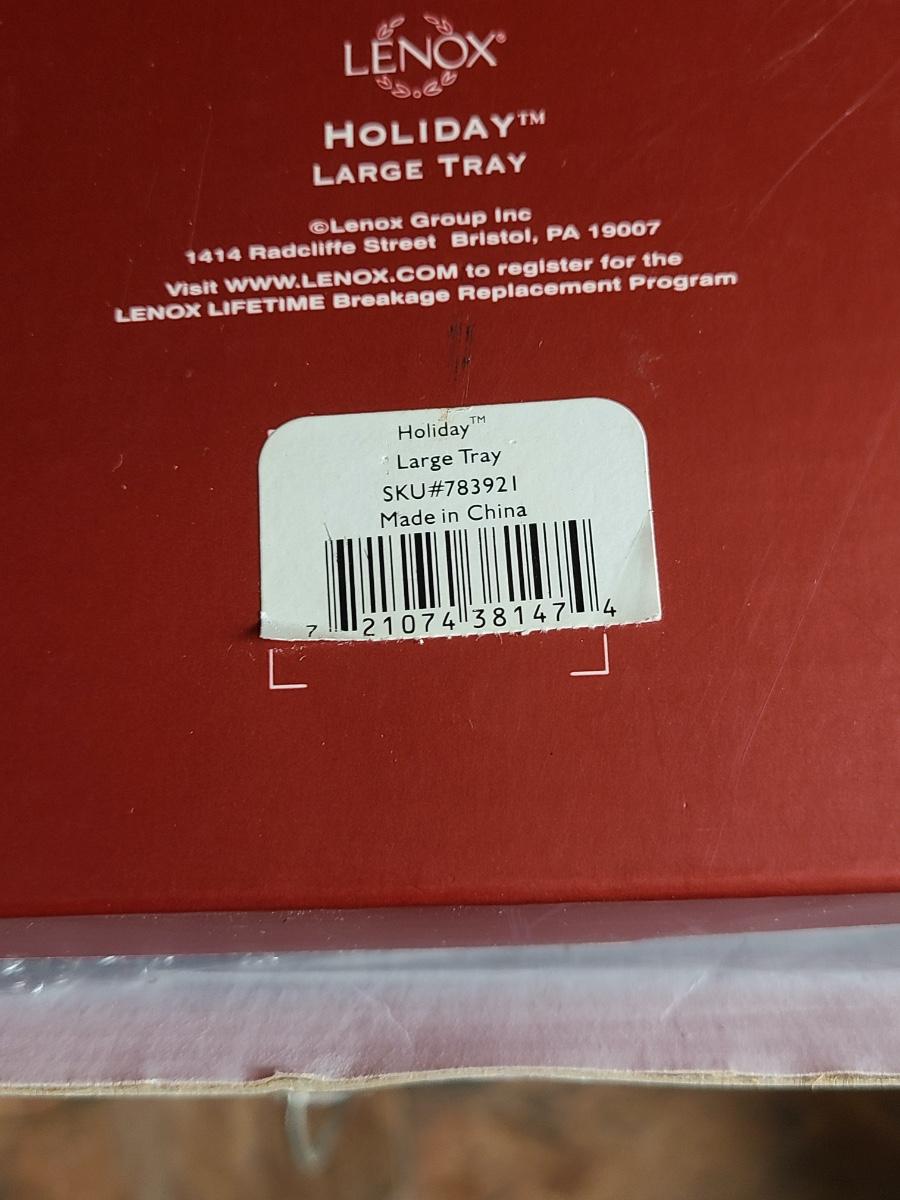 LENOX®
HOLIDAY™
LARGE TRAY
©Lenox Group Inc
1414 Radcliffe Street Bristol, PA 19007
Visit WWW.LENOX.COM to register for the
LENOX LIFETIME Breakage Replacement Program
Holiday™
Large Tray
SKU#783921
Made in China
7 21074 38147 4